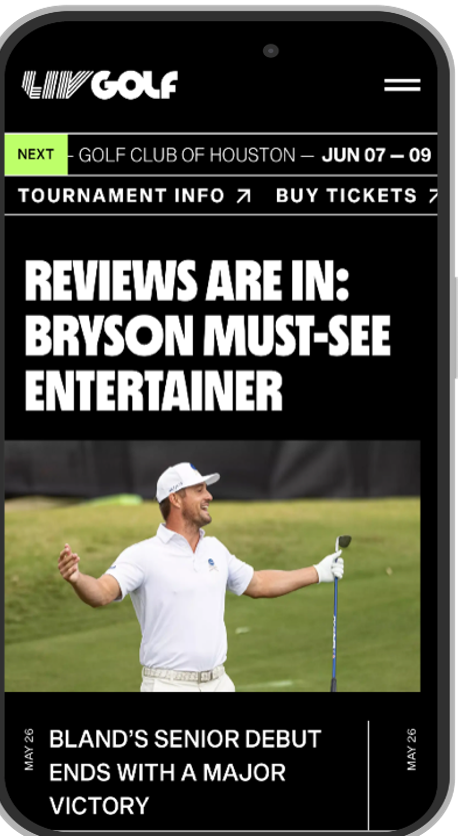 LIV GOLF
NEXT – GOLF CLUB OF HOUSTON — JUN 07 — 09
TOURNAMENT INFO ↗ BUY TICKETS ↗
REVIEWS ARE IN:
BRYSON MUST-SEE
ENTERTAINER
MAY 26
BLAND'S SENIOR DEBUT
ENDS WITH A MAJOR
VICTORY
MAY 26